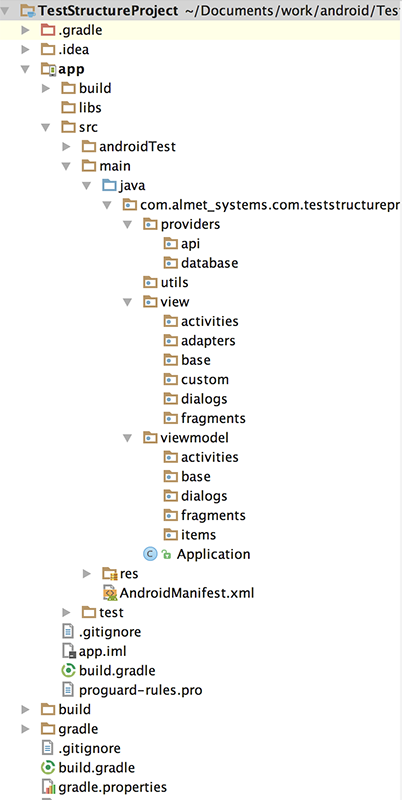 TestStructureProject ~/Documents/work/android/Tes
.gradle
.idea
app
build
libs
src
androidTest
main
java
com.almet_systems.com.teststructurepr
providers
api
database
utils
view
activities
adapters
base
custom
dialogs
fragments
viewmodel
activities
base
dialogs
fragments
items
C Application
res
AndroidManifest.xml
test
.gitignore
app.iml
build.gradle
proguard-rules.pro
build
gradle
.gitignore
build.gradle
gradle.properties